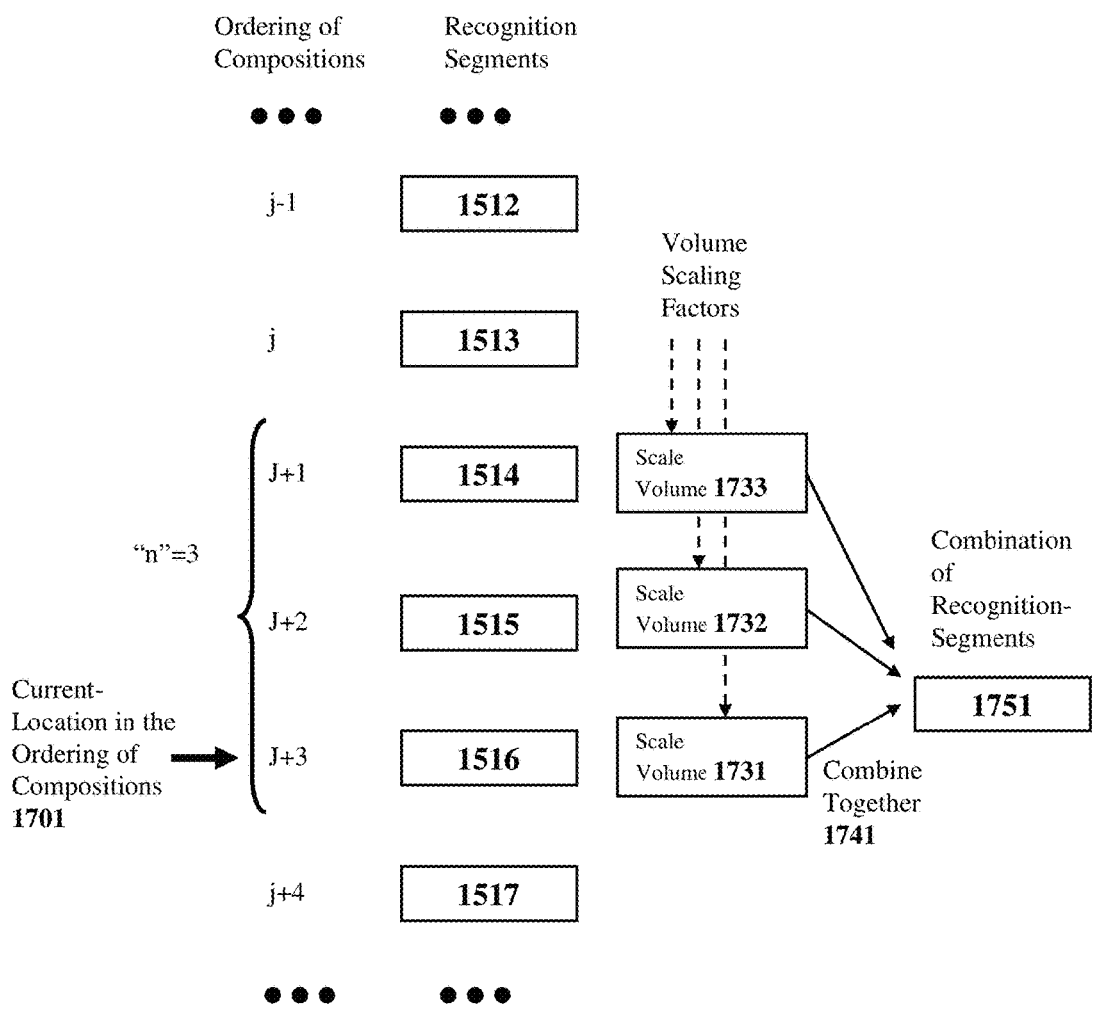 Ordering of
Compositions
Recognition
Segments
j-1
1512
Volume
Scaling
Factors
j
1513
J+1
1514
Scale
Volume 1733
“n”=3
Combination
of
Recognition-
Segments
J+2
1515
Scale
Volume 1732
1751
Current-
Location in the
Ordering of
Compositions
1701
J+3
1516
Scale
Volume 1731
Combine
Together
1741
j+4
1517